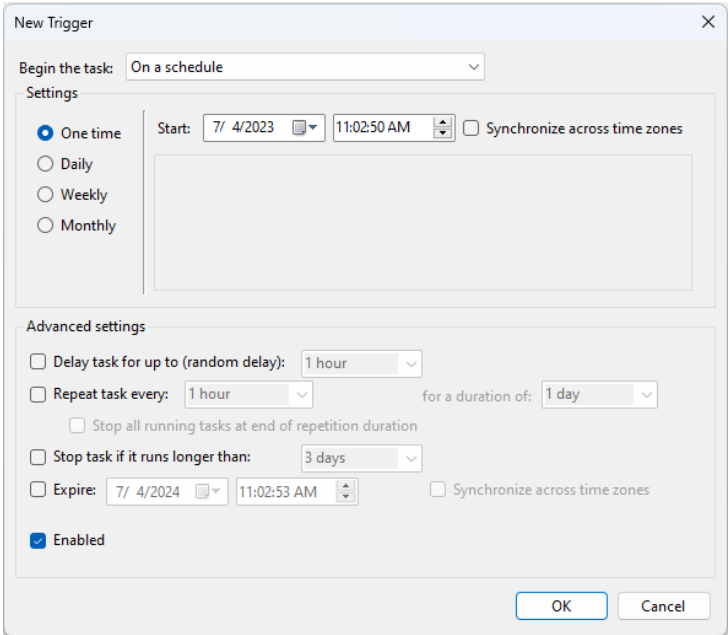 New Trigger
Begin the task: On a schedule
Settings
One time
Start: 7/ 4/2023 11:02:50 AM Synchronize across time zones
Daily
Weekly
Monthly
Advanced settings
Delay task for up to (random delay): 1 hour
Repeat task every: 1 hour for a duration of: 1 day
Stop all running tasks at end of repetition duration
Stop task if it runs longer than: 3 days
Expire: 7/ 4/2024 11:02:53 AM Synchronize across time zones
Enabled
OK Cancel